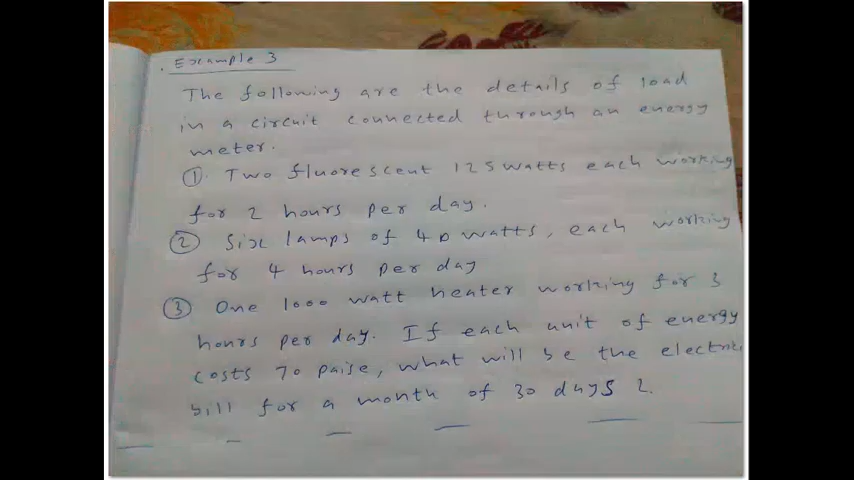 Example 3
The following are the details of load
in a circuit connected through an energy
meter.
① Two fluorescent 125 watts each working
for 2 hours per day.
② Six lamps of 40 watts, each working
for 4 hours per day
③ One 1000 watt heater working for 3
hours per day. If each unit of energy
costs 70 paise, what will be the electric
bill for a month of 30 days ?